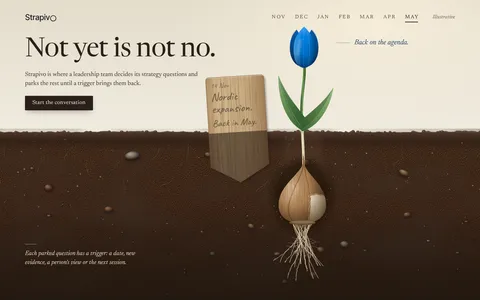 Strapivo
NOV DEC JAN FEB MAR APR MAY Illustrative
Not yet is not no.
Back on the agenda.
Strapivo is where a leadership team decides its strategy questions and
parks the rest until a trigger brings them back.
Start the conversation
Nordic
expansion.
Back in May.
Each parked question has a trigger: a date, new
evidence, a person's view or the next session.